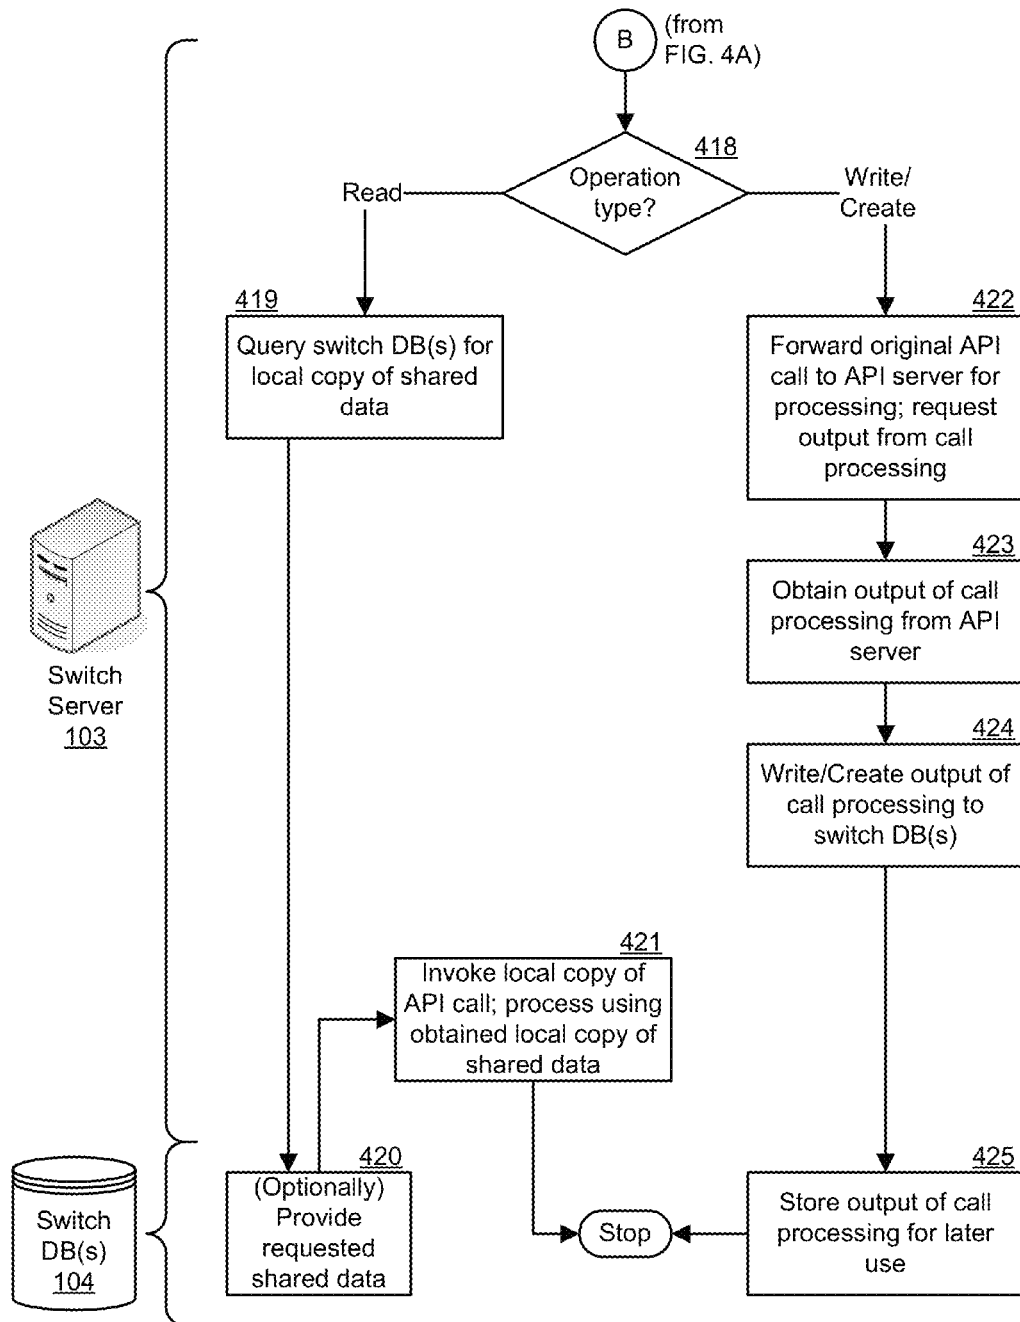 B
(from
FIG. 4A)
418
Operation
type?
Read
Write/
Create
419
Query switch DB(s) for
local copy of shared
data
422
Forward original API
call to API server for
processing; request
output from call
processing
423
Obtain output of call
processing from API
server
Switch
Server
103
424
Write/Create output of
call processing to
switch DB(s)
421
Invoke local copy of
API call; process using
obtained local copy of
shared data
420
(Optionally)
Provide
requested
shared data
425
Store output of call
processing for later
use
Stop
Switch
DB(s)
104